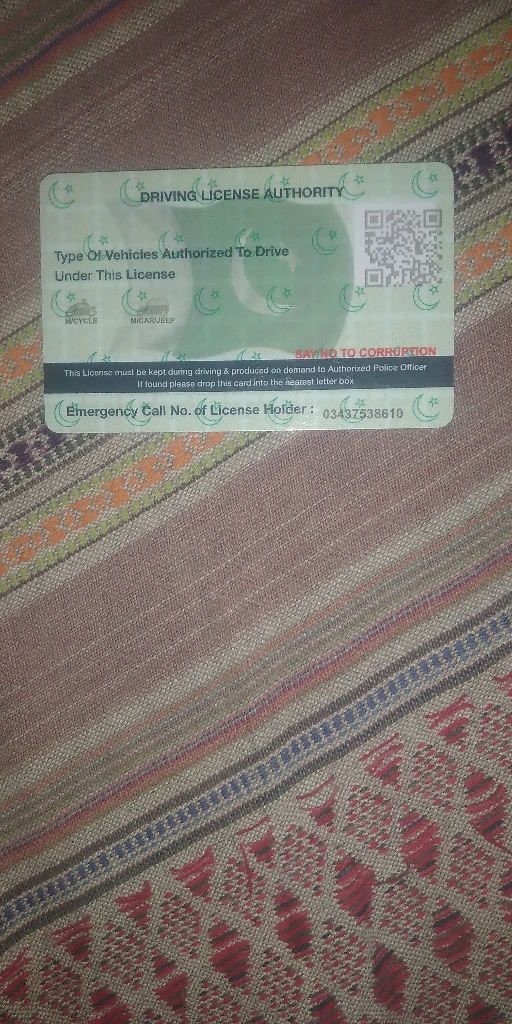 DRIVING LICENSE AUTHORITY
Type Of Vehicles Authorized To Drive
Under This License
M/CYCLE
M/CAR/JEEP
SAY NO TO CORRUPTION
This License must be kept during driving & produced on demand to Authorized Police Officer
If found please drop this card into the nearest letter box
Emergency Call No. of License Holder : 03437538610